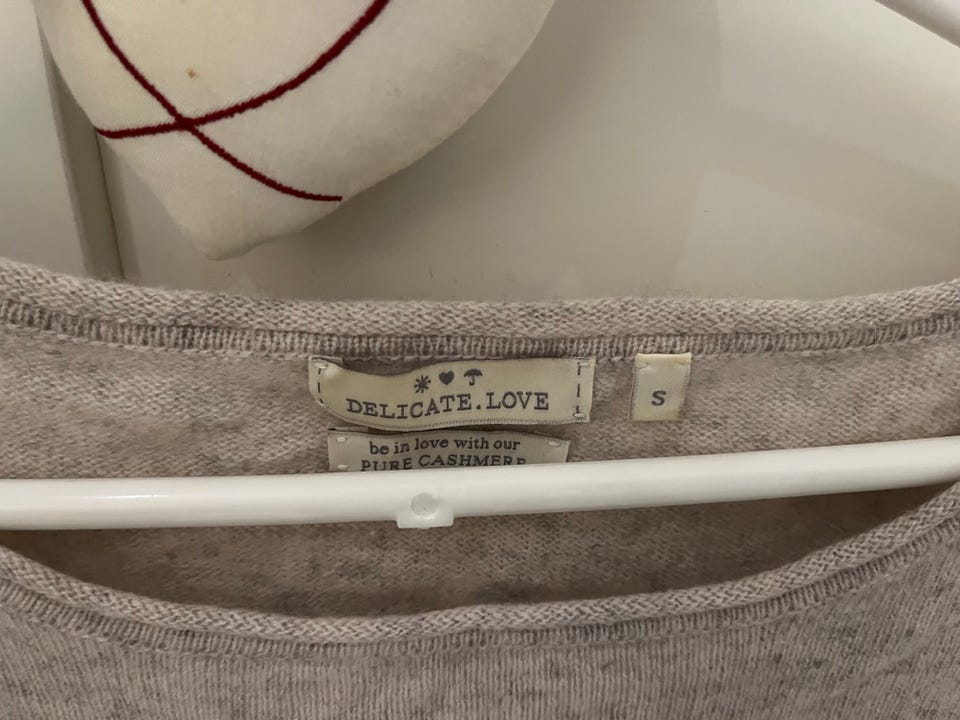 DELICATE.LOVE
S
be in love with our
PURE CASHMERE